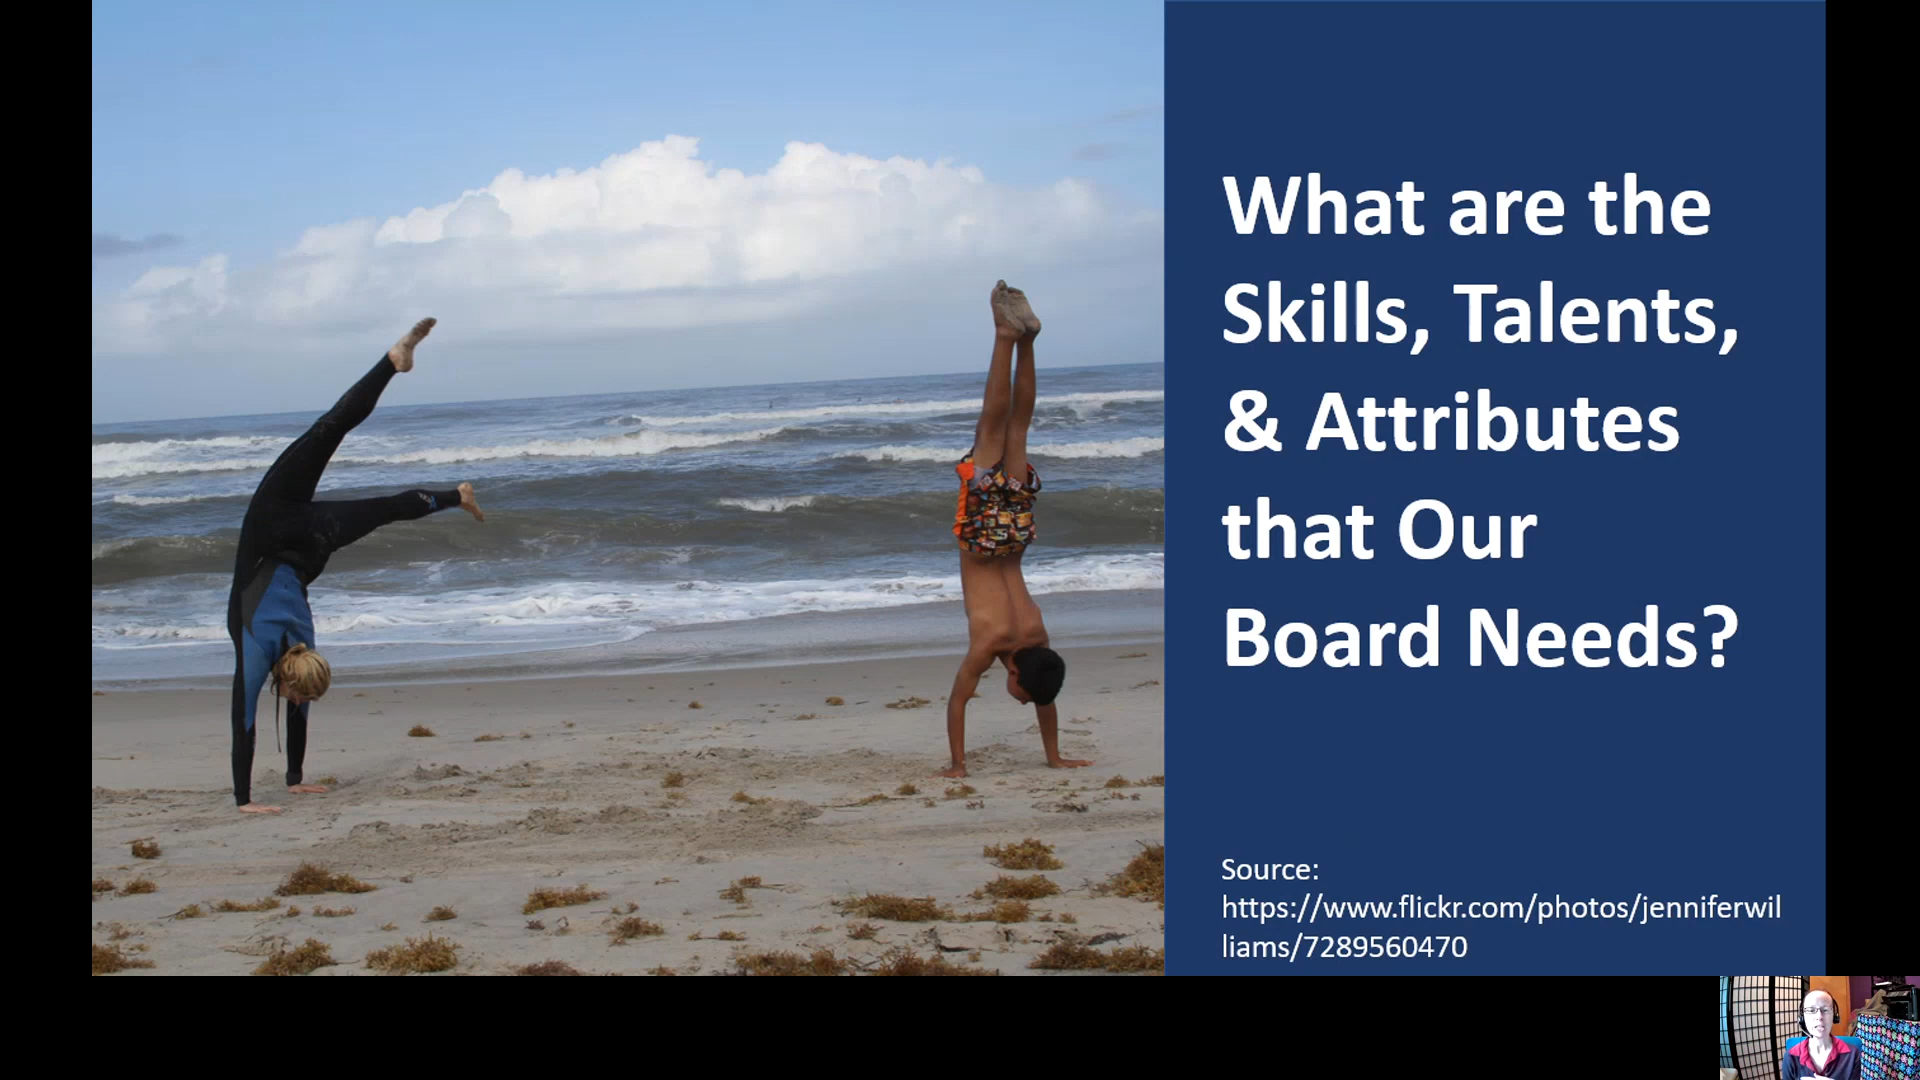 What are the
Skills, Talents,
& Attributes
that Our
Board Needs?
Source:
https://www.flickr.com/photos/jenniferwil
liams/7289560470